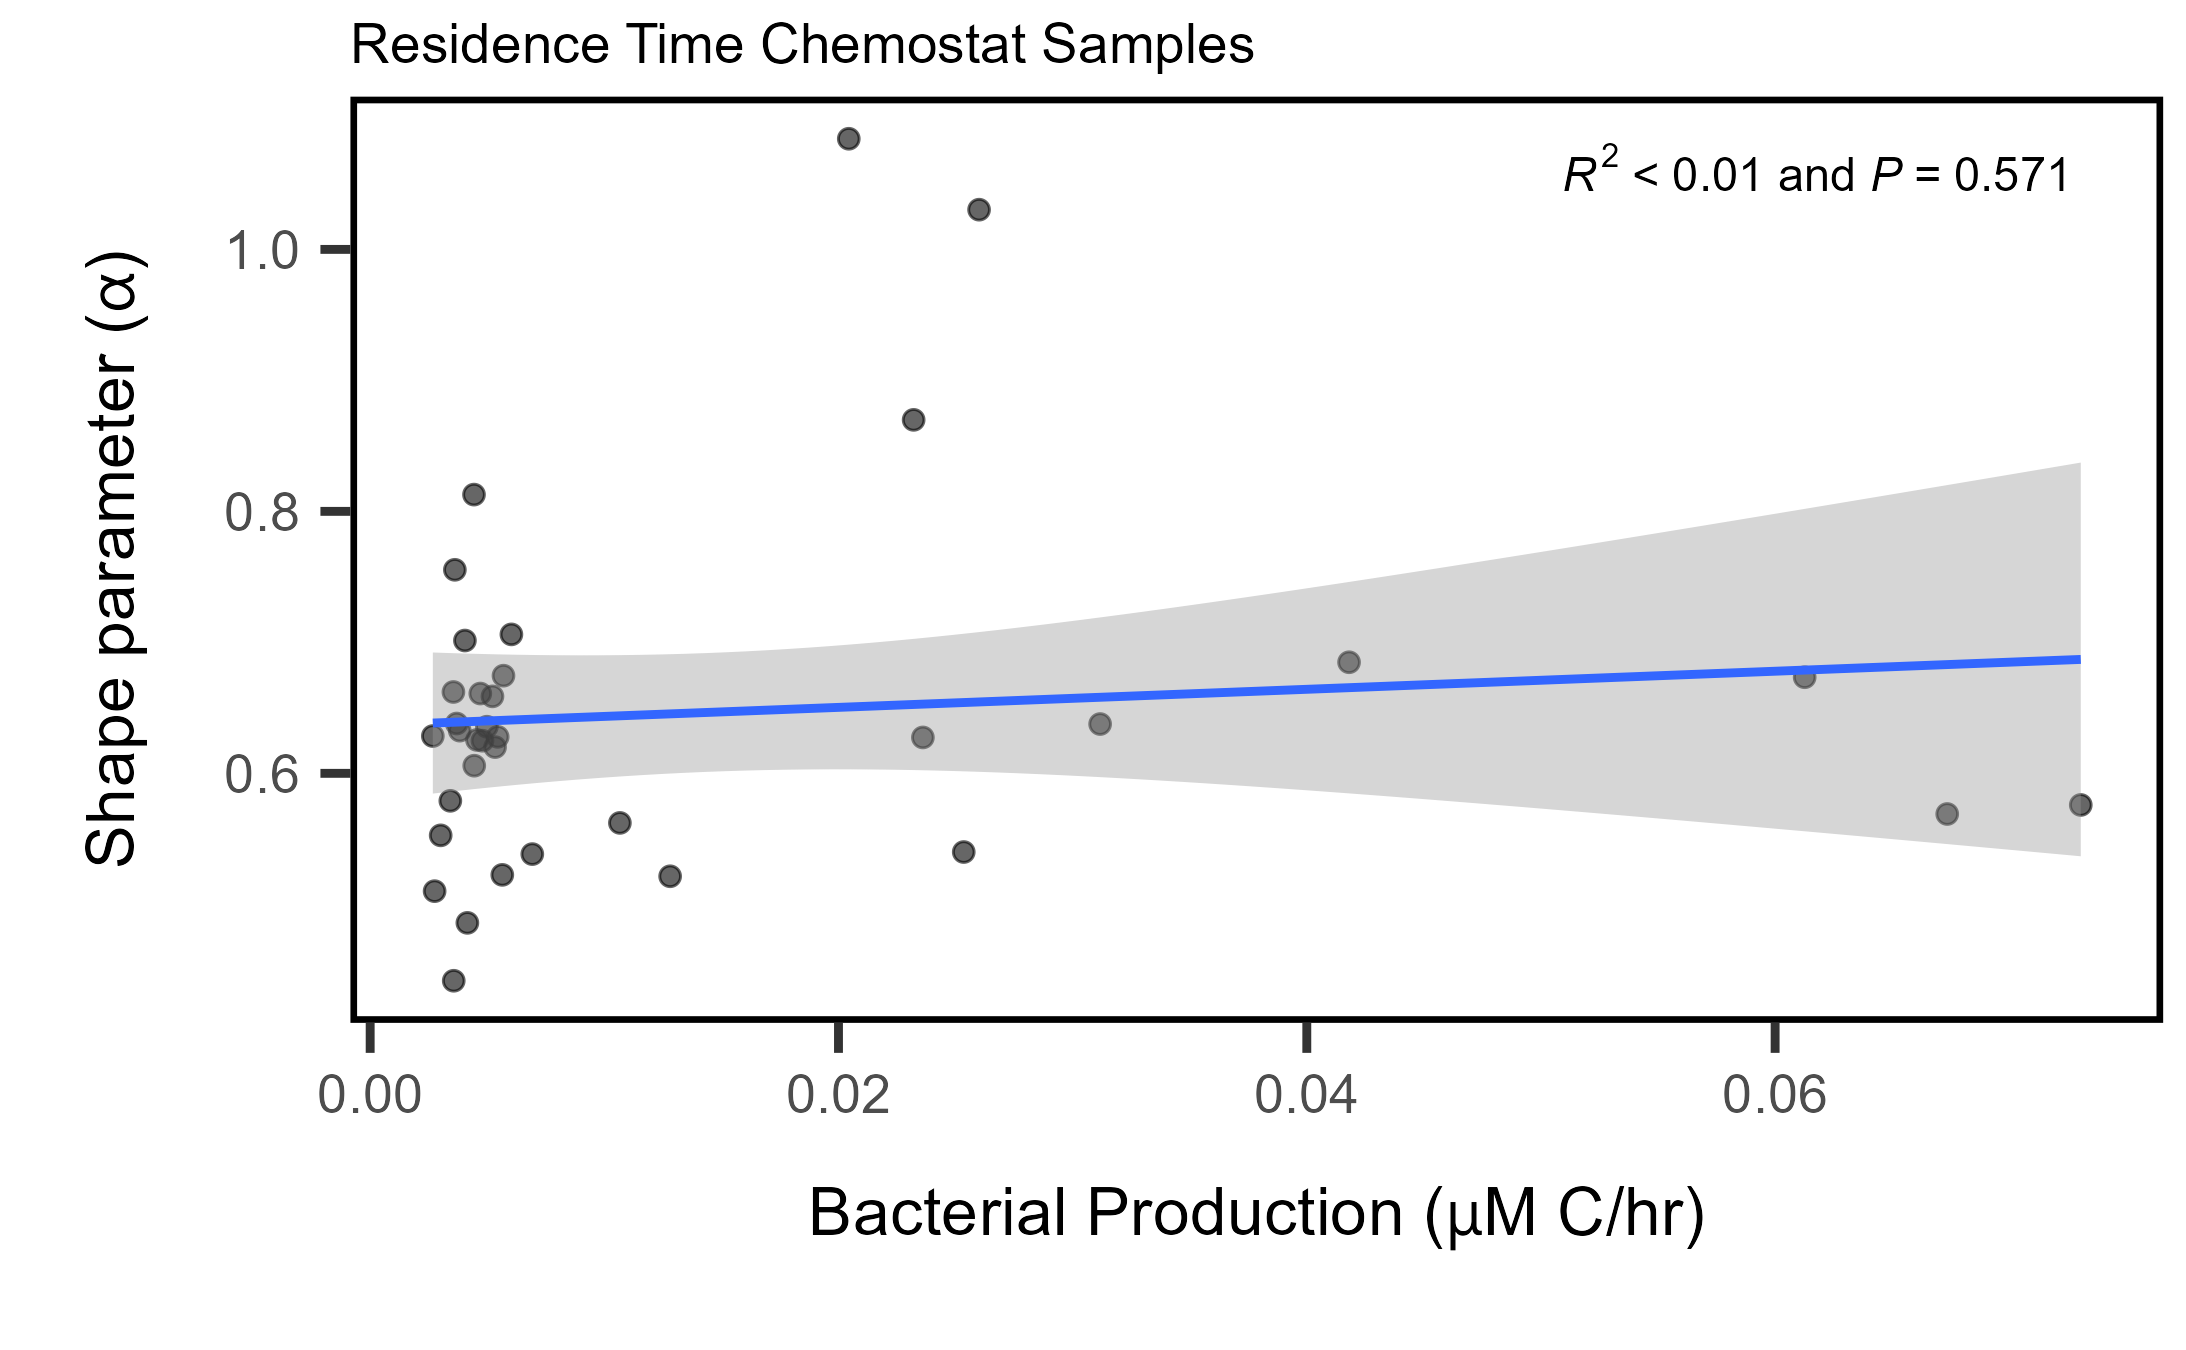 Residence Time Chemostat Samples
R² < 0.01 and P = 0.571
Shape parameter (α)
1.0
0.8
0.6
0.00 0.02 0.04 0.06
Bacterial Production (μM C/hr)